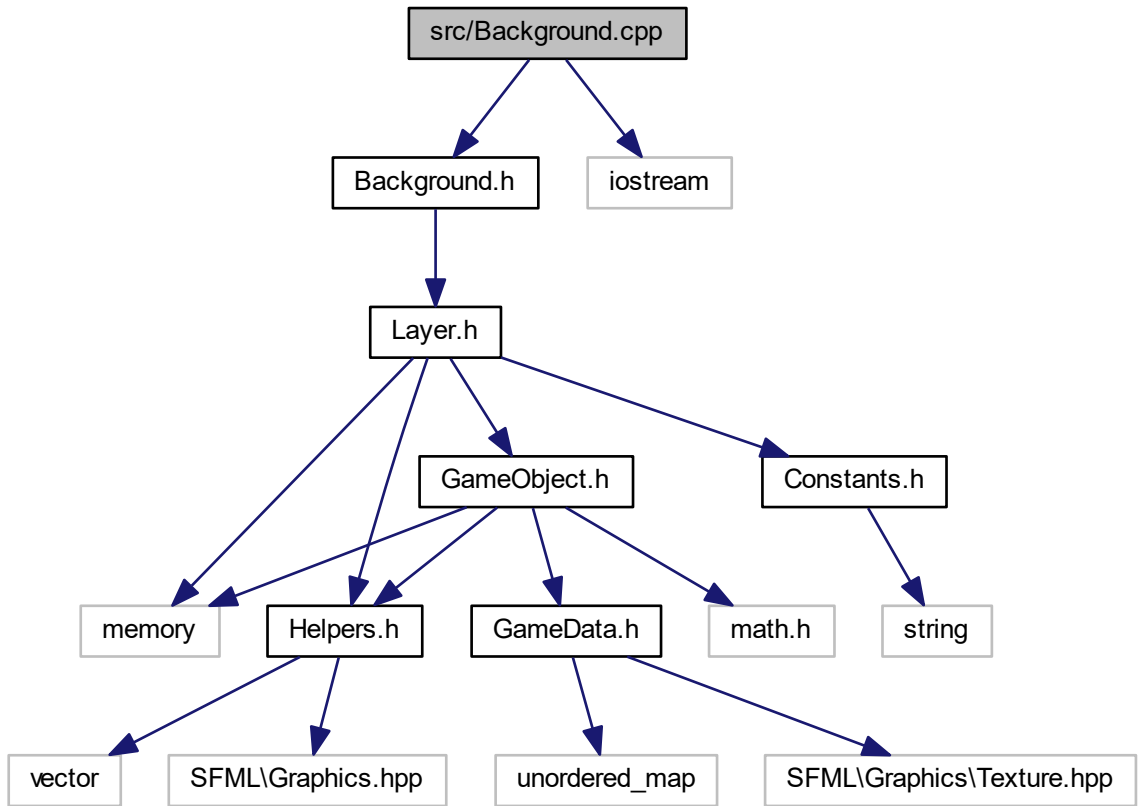 src/Background.cpp
Background.h
iostream
Layer.h
GameObject.h
Constants.h
memory
Helpers.h
GameData.h
math.h
string
vector
SFML\Graphics.hpp
unordered_map
SFML\Graphics\Texture.hpp